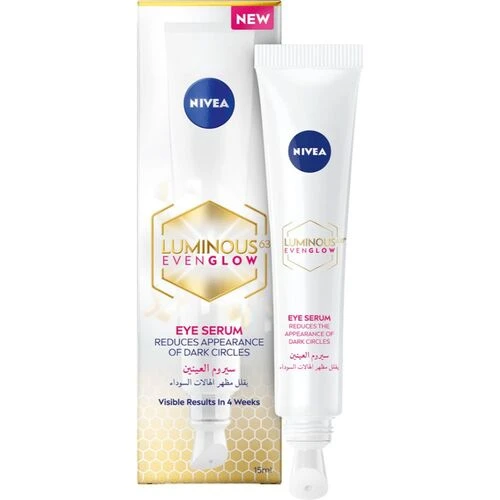 NEW
NIVEA
LUMINOUS63
EVENGLOW
EYE SERUM
REDUCES APPEARANCE
OF DARK CIRCLES
سيروم العينين
يقلل مظهر الهالات السوداء
Visible Results In 4 Weeks
15ml
NIVEA
LUMINOUS63
EVENGLOW
EYE SERUM
REDUCES THE
APPEARANCE OF
DARK CIRCLES
سيروم العينين
يقلل مظهر الهالات السوداء